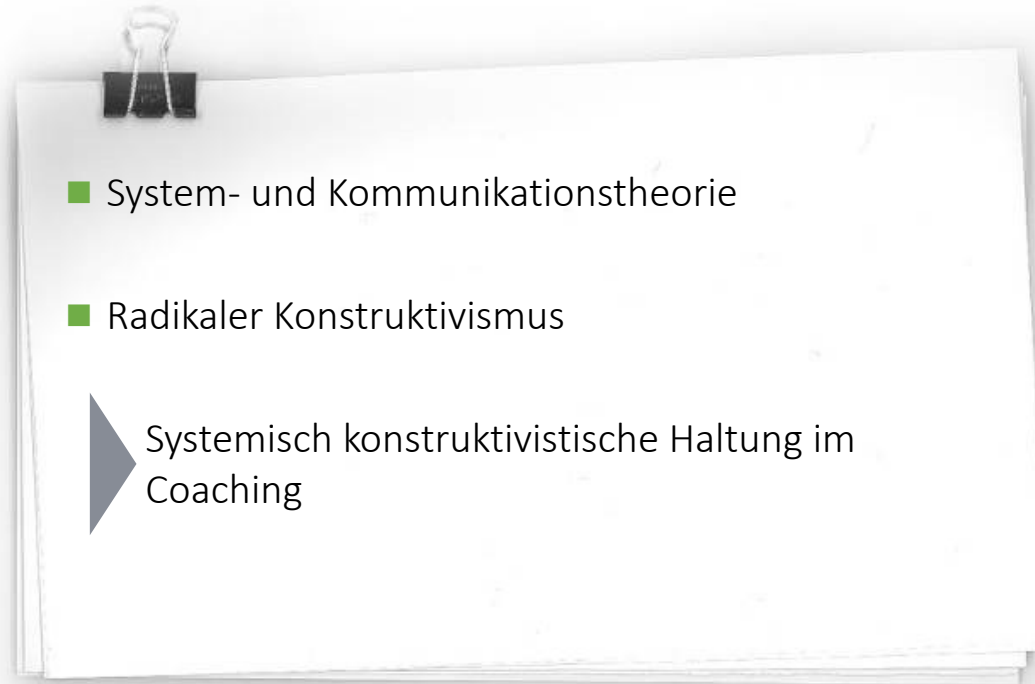 System- und Kommunikationstheorie
Radikaler Konstruktivismus
Systemisch konstruktivistische Haltung im
Coaching